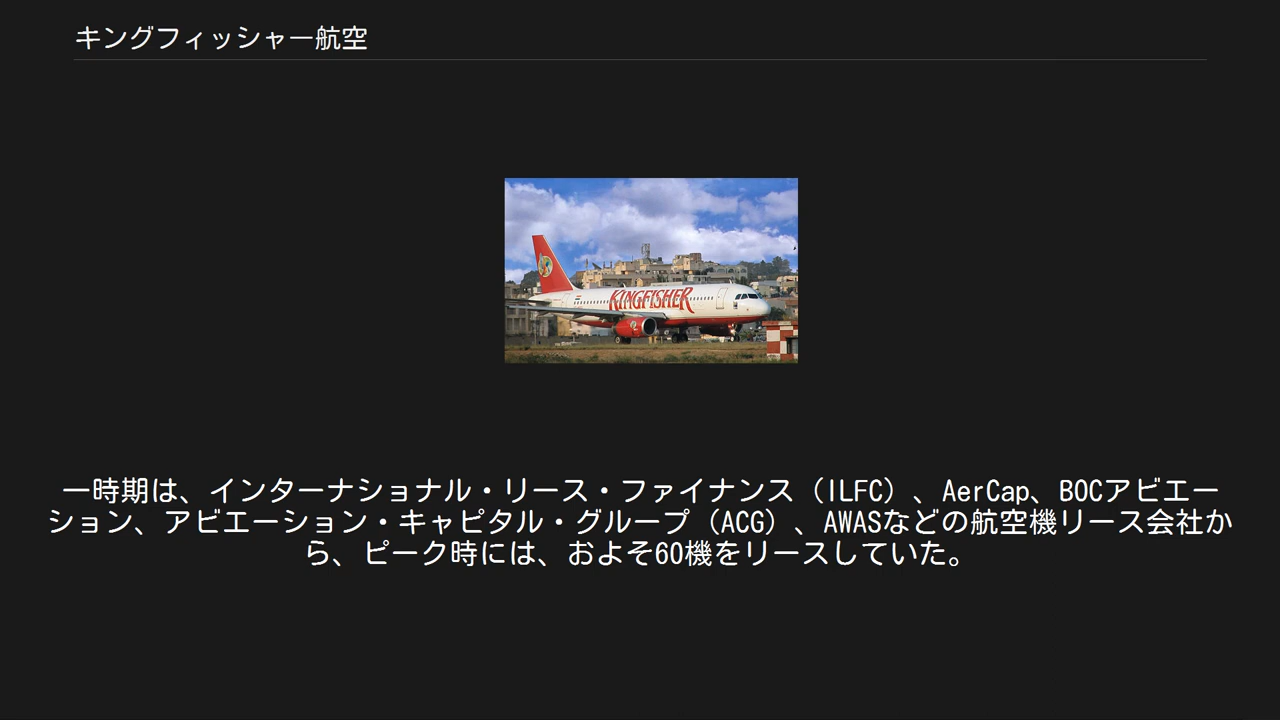 キングフィッシャー航空
KINGFISHER
一時期は、インターナショナル・リース・ファイナンス（ILFC）、AerCap、BOCアビエー
ション、アビエーション・キャピタル・グループ（ACG）、AWASなどの航空機リース会社か
ら、ピーク時には、およそ60機をリースしていた。